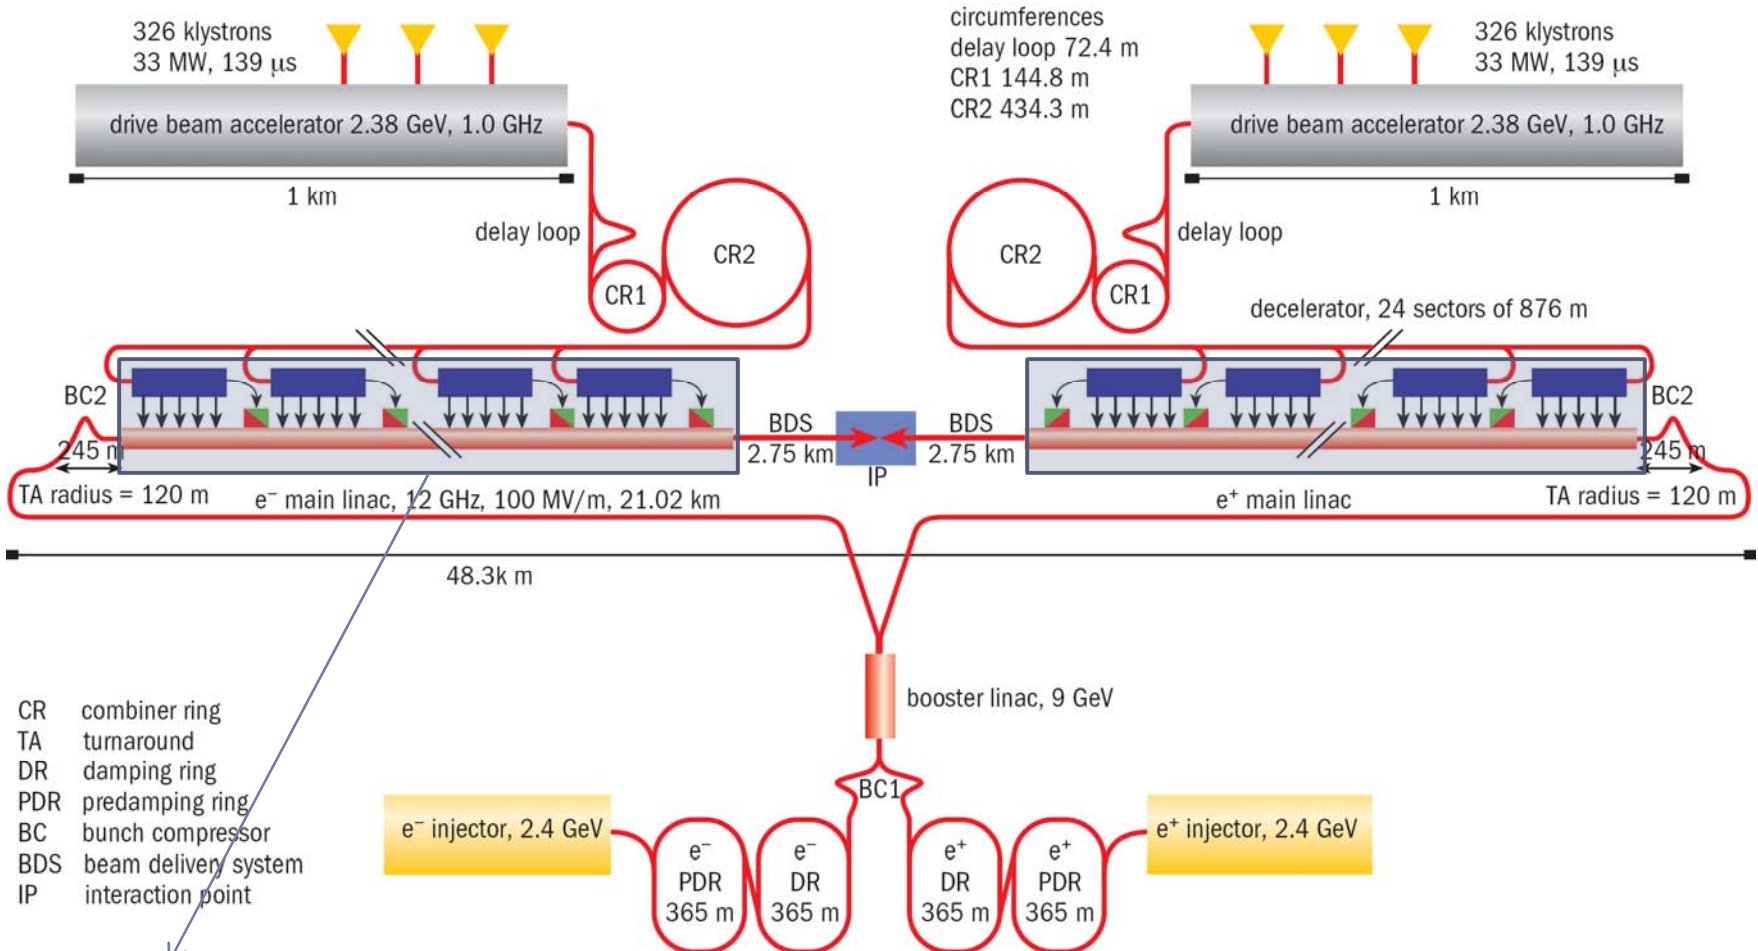 326 klystrons
33 MW, 139 μs
circumferences
delay loop 72.4 m
CR1 144.8 m
CR2 434.3 m
326 klystrons
33 MW, 139 μs
drive beam accelerator 2.38 GeV, 1.0 GHz
drive beam accelerator 2.38 GeV, 1.0 GHz
1 km
1 km
delay loop
delay loop
CR2
CR2
CR1
CR1
decelerator, 24 sectors of 876 m
BC2
BC2
BDS
2.75 km
BDS
2.75 km
IP
245 m
245 m
TA radius = 120 m
e⁻ main linac, 12 GHz, 100 MV/m, 21.02 km
e⁺ main linac
TA radius = 120 m
48.3k m
booster linac, 9 GeV
CR combiner ring
TA turnaround
DR damping ring
PDR predamping ring
BC bunch compressor
BDS beam delivery system
IP interaction point
BC1
e⁻ injector, 2.4 GeV
e⁻
PDR
365 m
e⁻
DR
365 m
e⁺
DR
365 m
e⁺
PDR
365 m
e⁺ injector, 2.4 GeV